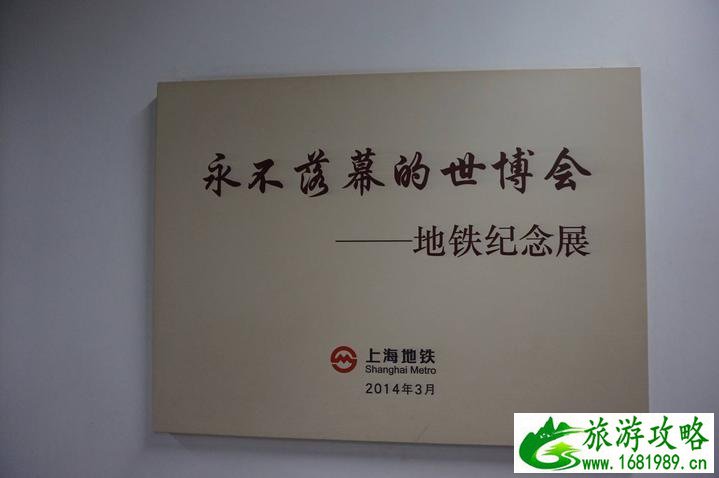 永不落幕的世博会
——地铁纪念展
上海地铁
Shanghai Metro
2014年3月
旅游攻略
www.1681989.cn